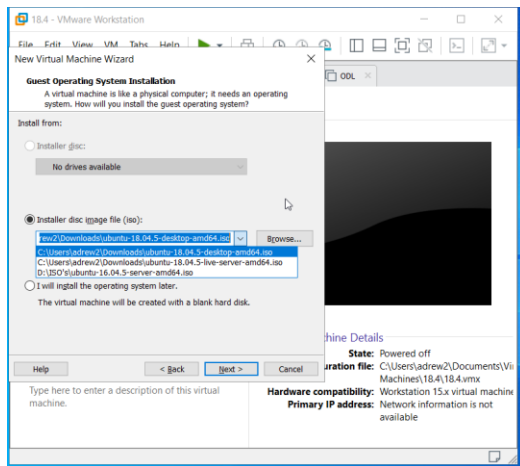 18.4 - VMware Workstation
File Edit View VM Tabs Help
New Virtual Machine Wizard
ODL
Guest Operating System Installation
A virtual machine is like a physical computer; it needs an operating
system. How will you install the guest operating system?
Install from:
Installer disc:
No drives available
Installer disc image file (iso):
rew2\Downloads\ubuntu-18.04.5-desktop-amd64.iso
Browse...
C:\Users\adrew2\Downloads\ubuntu-18.04.5-desktop-amd64.iso
C:\Users\adrew2\Downloads\ubuntu-18.04.5-live-server-amd64.iso
D:\ISO's\ubuntu-16.04.5-server-amd64.iso
I will install the operating system later.
The virtual machine will be created with a blank hard disk.
Help < Back Next > Cancel
chine Details
State: Powered off
uration file: C:\Users\adrew2\Documents\Vi
Machines\18.4\18.4.vmx
Hardware compatibility: Workstation 15.x virtual machine
Primary IP address: Network information is not
available
Type here to enter a description of this virtual
machine.